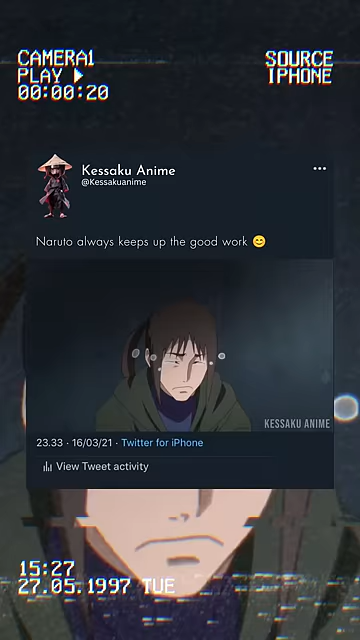 CAMERA1
PLAY
00:00:20
SOURCE
IPHONE
Kessaku Anime
@Kessakuanime
Naruto always keeps up the good work 😊
KESSAKU ANIME
23.33 · 16/03/21 · Twitter for iPhone
View Tweet activity
15:27
27.05.1997 TUE